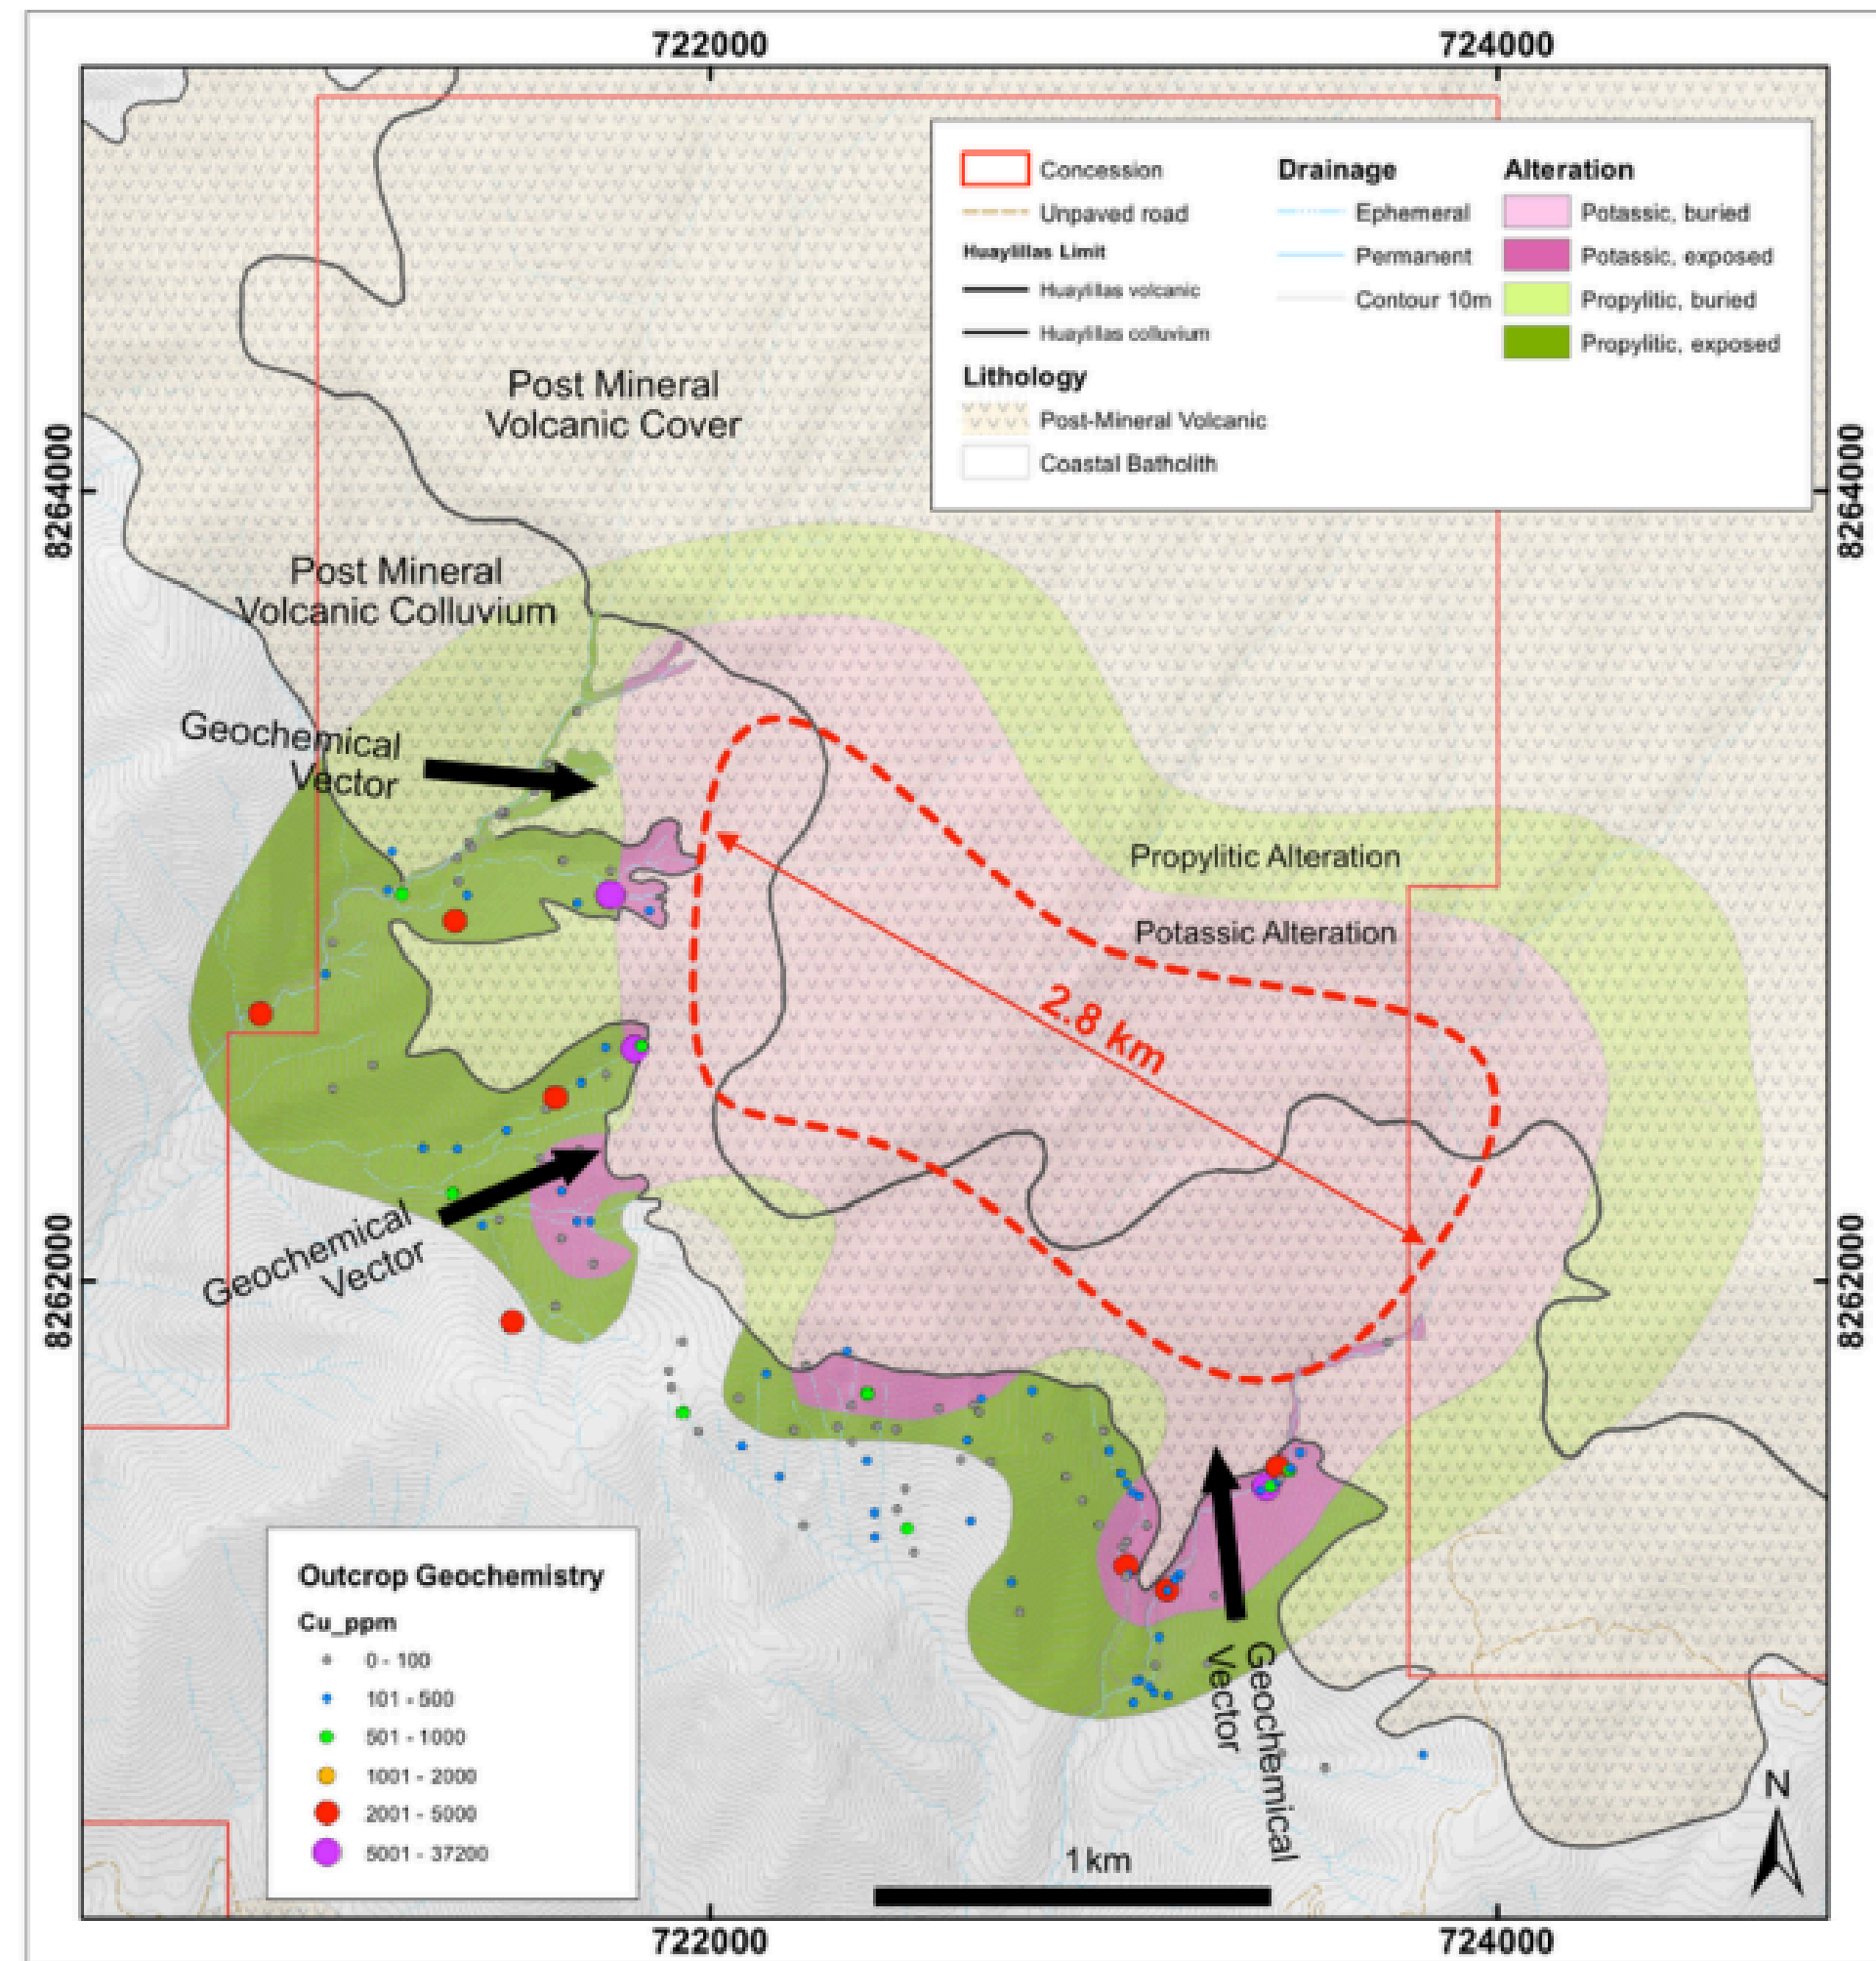 722000
724000
Concession
Unpaved road
Huaylillas Limit
Huaylillas volcanic
Huaylillas colluvium
Lithology
Post-Mineral Volcanic
Coastal Batholith
Drainage
Ephemeral
Permanent
Contour 10m
Alteration
Potassic, buried
Potassic, exposed
Propylitic, buried
Propylitic, exposed
Post Mineral
Volcanic Cover
8264000
8264000
Post Mineral
Volcanic Colluvium
Geochemical
Vector
Propylitic Alteration
Potassic Alteration
2.8 km
Geochemical
Vector
8262000
8262000
Outcrop Geochemistry
Cu_ppm
0 - 100
101 - 500
501 - 1000
1001 - 2000
2001 - 5000
5001 - 37200
Geochemical
Vector
1km
N
722000
724000